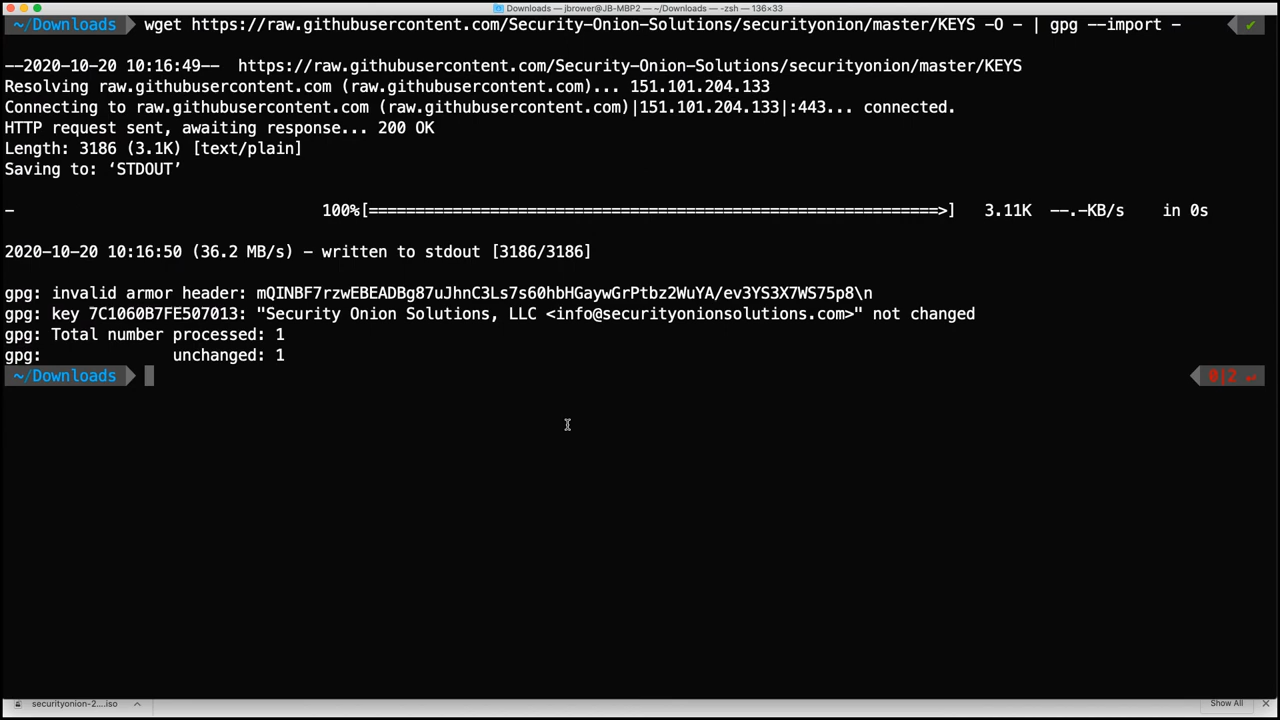 Downloads — jbrower@JB-MBP2 — ~/Downloads — -zsh — 136×33
~/Downloads wget https://raw.githubusercontent.com/Security-Onion-Solutions/securityonion/master/KEYS -O - | gpg --import - ✓
--2020-10-20 10:16:49-- https://raw.githubusercontent.com/Security-Onion-Solutions/securityonion/master/KEYS
Resolving raw.githubusercontent.com (raw.githubusercontent.com)... 151.101.204.133
Connecting to raw.githubusercontent.com (raw.githubusercontent.com)|151.101.204.133|:443... connected.
HTTP request sent, awaiting response... 200 OK
Length: 3186 (3.1K) [text/plain]
Saving to: ‘STDOUT’
- 100%[=============================================================>] 3.11K --.-KB/s in 0s
2020-10-20 10:16:50 (36.2 MB/s) - written to stdout [3186/3186]
gpg: invalid armor header: mQINBF7rzwEBEADBg87uJhnC3Ls7s60hbHGaywGrPtbz2WuYA/ev3YS3X7WS75p8\n
gpg: key 7C1060B7FE507013: "Security Onion Solutions, LLC <info@securityonionsolutions.com>" not changed
gpg: Total number processed: 1
gpg: unchanged: 1
~/Downloads 0|2 ↵
securityonion-2....iso Show All